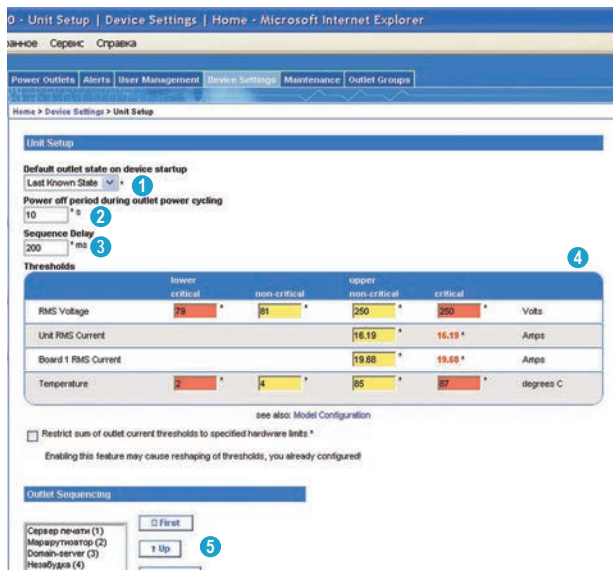 0 - Unit Setup | Device Settings | Home - Microsoft Internet Explorer
ранное Сервис Справка
Power Outlets Alerts User Management Device Settings Maintenance Outlet Groups
Home > Device Settings > Unit Setup
Unit Setup
Default outlet state on device startup
Last Known State * 1
Power off period during outlet power cycling
10 * s 2
Sequence Delay
200 * ms 3
Thresholds 4
lower upper
critical non-critical non-critical critical
RMS Voltage 79 * 81 * 250 * 250 * Volts
Unit RMS Current 16.19 * 16.19 * Amps
Board 1 RMS Current 19.68 * 19.68 * Amps
Temperature 2 * 4 * 85 * 87 * degrees C
see also: Model Configuration
Restrict sum of outlet current thresholds to specified hardware limits *
Enabling this feature may cause reshaping of thresholds, you already configured!
Outlet Sequencing
Сервер печати (1)
Маршрутизатор (2)
Domain-server (3)
Незабудка (4)
First
Up 5